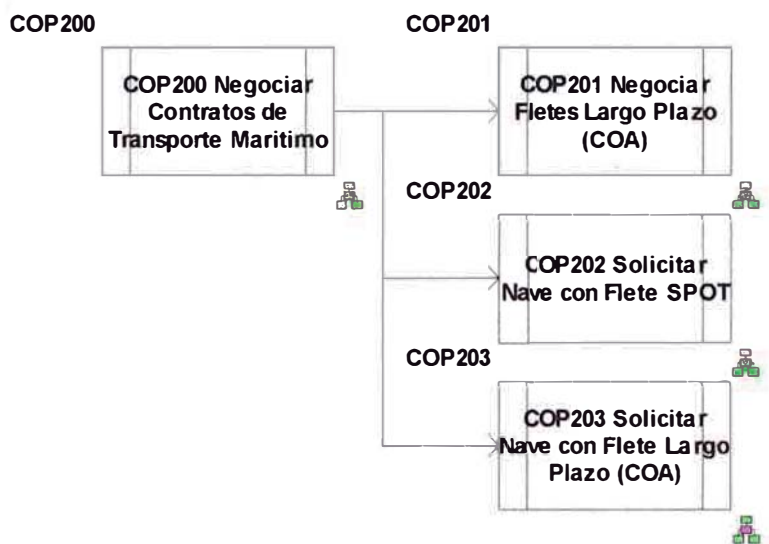 COP200
COP200 Negociar
Contratos de
Transporte Maritimo
COP201
COP201 Negociar
Fletes Largo Plazo
(COA)
COP202
COP202 Solicitar
Nave con Flete SPOT
COP203
COP203 Solicitar
Nave con Flete Largo
Plazo (COA)